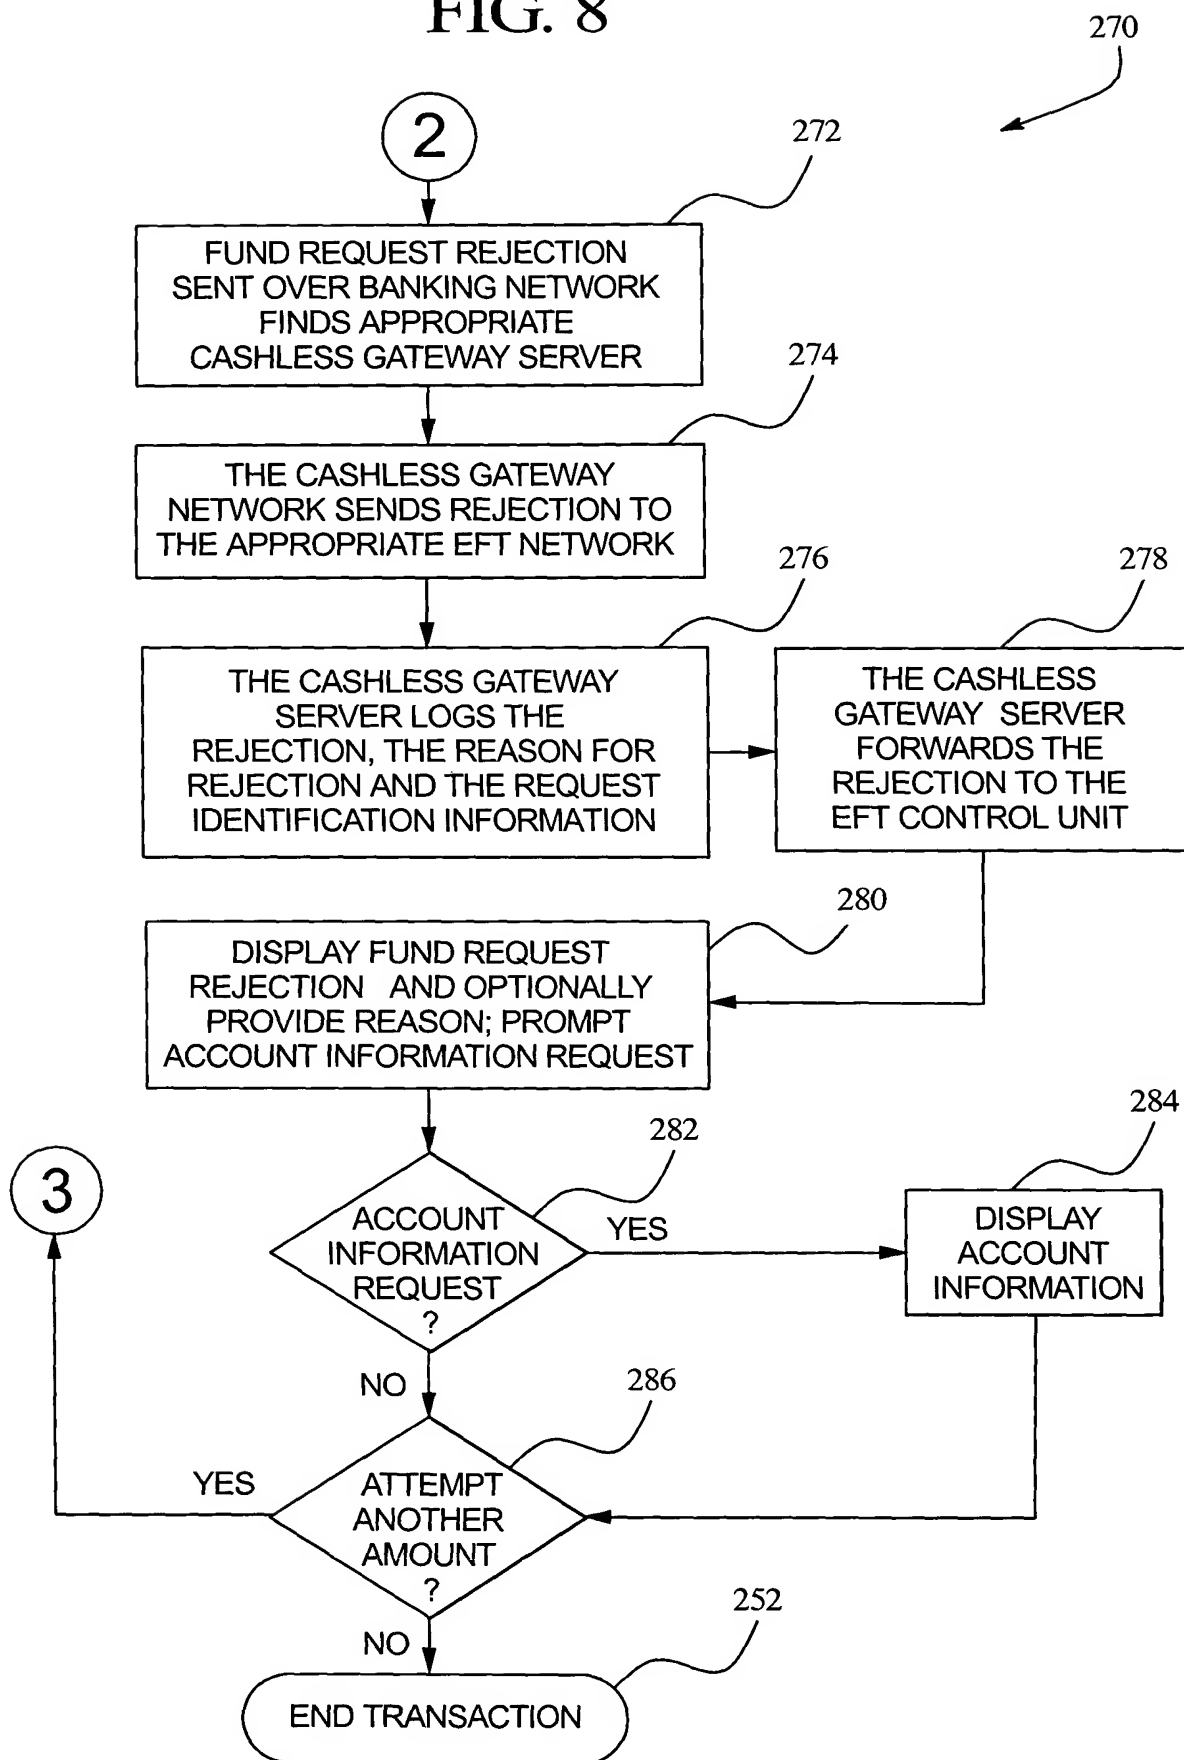 FIG. 8
270
2
272
FUND REQUEST REJECTION
SENT OVER BANKING NETWORK
FINDS APPROPRIATE
CASHLESS GATEWAY SERVER
274
THE CASHLESS GATEWAY
NETWORK SENDS REJECTION TO
THE APPROPRIATE EFT NETWORK
276
THE CASHLESS GATEWAY
SERVER LOGS THE
REJECTION, THE REASON FOR
REJECTION AND THE REQUEST
IDENTIFICATION INFORMATION
278
THE CASHLESS
GATEWAY SERVER
FORWARDS THE
REJECTION TO THE
EFT CONTROL UNIT
280
DISPLAY FUND REQUEST
REJECTION AND OPTIONALLY
PROVIDE REASON; PROMPT
ACCOUNT INFORMATION REQUEST
282
ACCOUNT
INFORMATION
REQUEST
?
YES
284
DISPLAY
ACCOUNT
INFORMATION
3
NO
286
ATTEMPT
ANOTHER
AMOUNT
?
YES
NO
252
END TRANSACTION